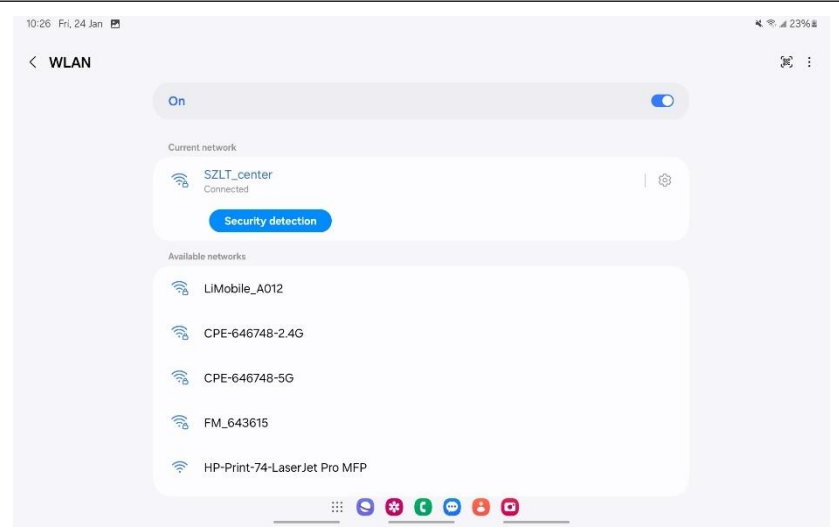 10:26 Fri, 24 Jan 23%
WLAN
On
Current network
SZLT_center
Connected
Security detection
Available networks
LiMobile_A012
CPE-646748-2.4G
CPE-646748-5G
FM_643615
HP-Print-74-LaserJet Pro MFP